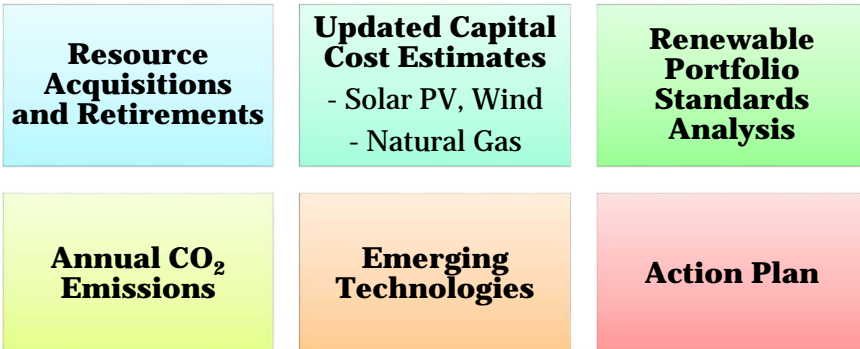 Resource
Acquisitions
and Retirements
Updated Capital
Cost Estimates
- Solar PV, Wind
- Natural Gas
Renewable
Portfolio
Standards
Analysis
Annual CO₂
Emissions
Emerging
Technologies
Action Plan